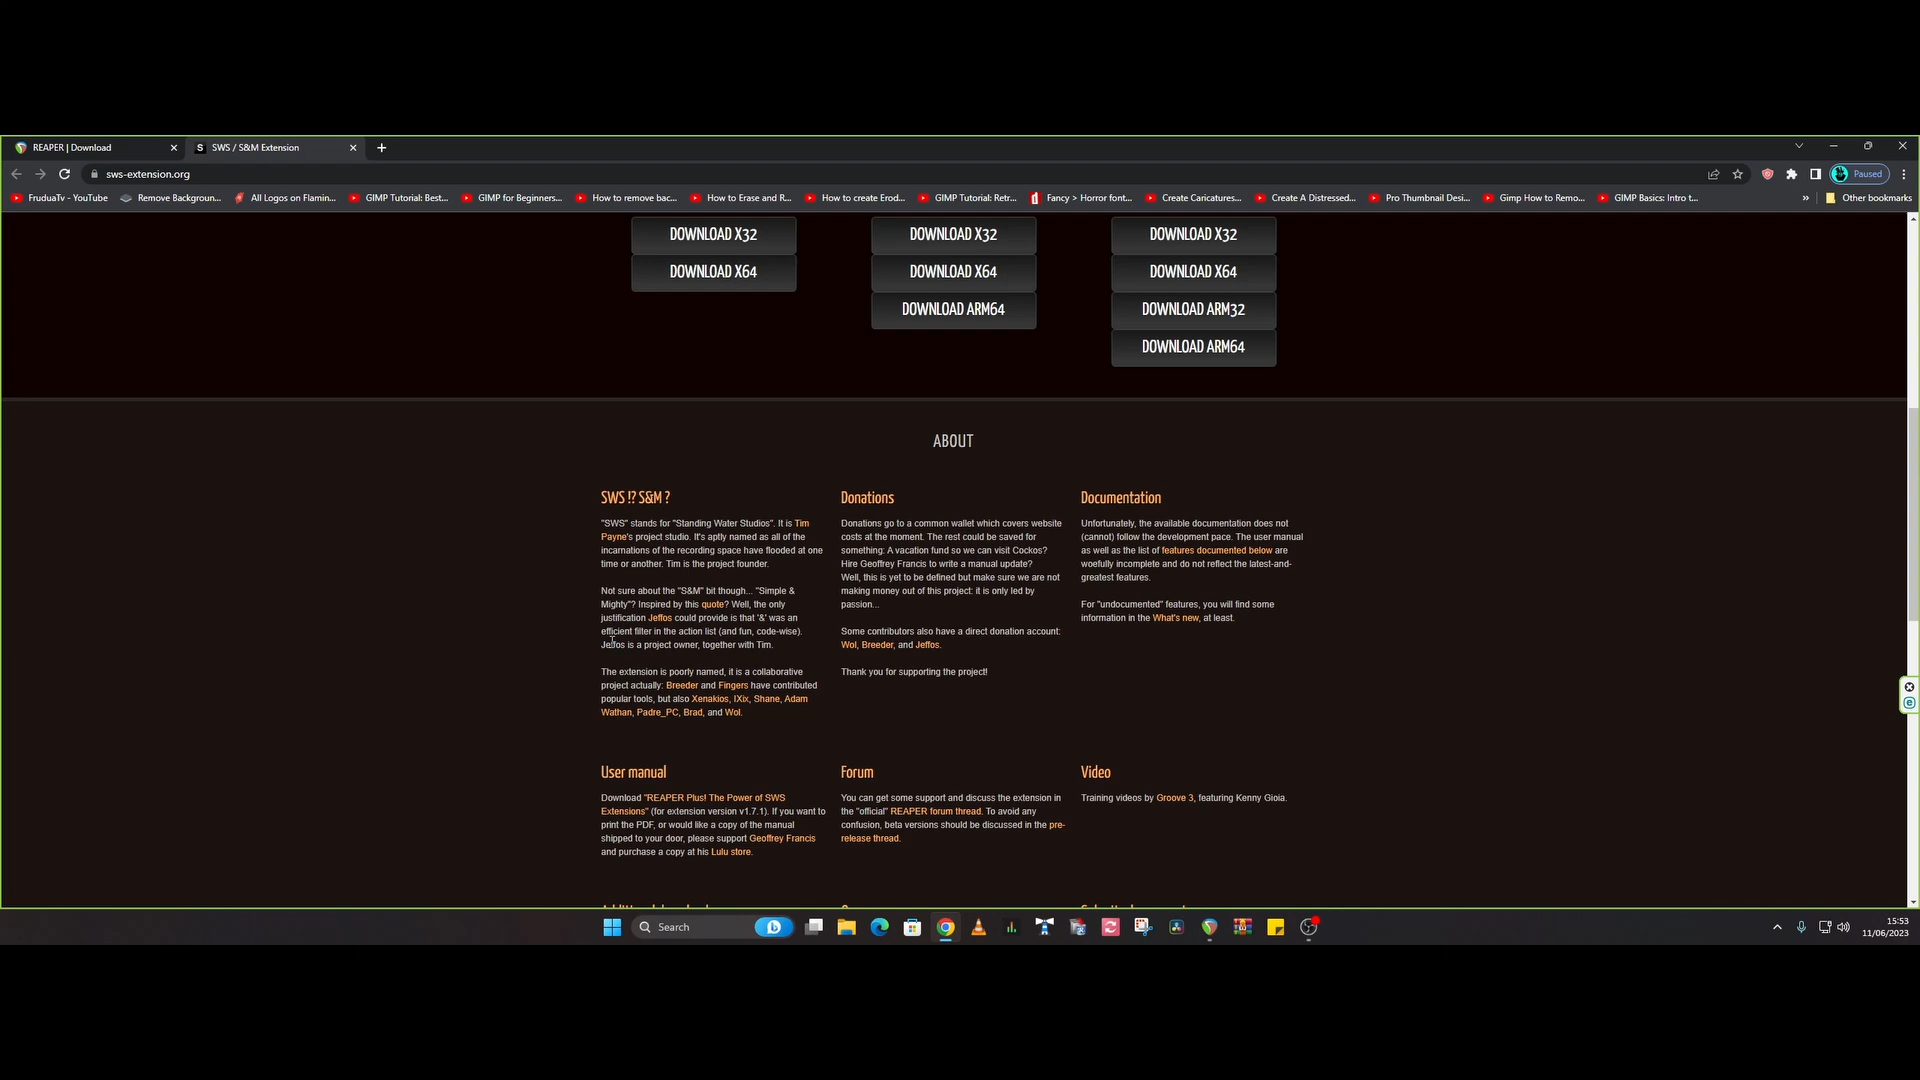 REAPER | Download
SWS / S&M Extension
sws-extension.org
Paused
FruduaTv - YouTube
Remove Backgroun...
All Logos on Flamin...
GIMP Tutorial: Best...
GIMP for Beginners...
How to remove bac...
How to Erase and R...
How to create Erod...
GIMP Tutorial: Retr...
Fancy > Horror font...
Create Caricatures...
Create A Distressed...
Pro Thumbnail Desi...
Gimp How to Remo...
GIMP Basics: Intro t...
Other bookmarks
DOWNLOAD X32
DOWNLOAD X64
DOWNLOAD X32
DOWNLOAD X64
DOWNLOAD ARM64
DOWNLOAD X32
DOWNLOAD X64
DOWNLOAD ARM32
DOWNLOAD ARM64
ABOUT
SWS !? S&M ?
"SWS" stands for "Standing Water Studios". It is Tim
Payne's project studio. It's aptly named as all of the
incarnations of the recording space have flooded at one
time or another. Tim is the project founder.
Not sure about the "S&M" bit though... "Simple &
Mighty"? Inspired by this quote? Well, the only
justification Jeffos could provide is that '&' was an
efficient filter in the action list (and fun, code-wise).
Jeffos is a project owner, together with Tim.
The extension is poorly named, it is a collaborative
project actually: Breeder and Fingers have contributed
popular tools, but also Xenakios, IXix, Shane, Adam
Wathan, Padre_PC, Brad, and Wol.
Donations
Donations go to a common wallet which covers website
costs at the moment. The rest could be saved for
something: A vacation fund so we can visit Cockos?
Hire Geoffrey Francis to write a manual update?
Well, this is yet to be defined but make sure we are not
making money out of this project: it is only led by
passion...
Some contributors also have a direct donation account:
Wol, Breeder, and Jeffos.
Thank you for supporting the project!
Documentation
Unfortunately, the available documentation does not
(cannot) follow the development pace. The user manual
as well as the list of features documented below are
woefully incomplete and do not reflect the latest-and-
greatest features.
For "undocumented" features, you will find some
information in the What's new, at least.
User manual
Download "REAPER Plus! The Power of SWS
Extensions" (for extension version v1.7.1). If you want to
print the PDF, or would like a copy of the manual
shipped to your door, please support Geoffrey Francis
and purchase a copy at his Lulu store.
Forum
You can get some support and discuss the extension in
the "official" REAPER forum thread. To avoid any
confusion, beta versions should be discussed in the pre-
release thread.
Video
Training videos by Groove 3, featuring Kenny Gioia.
Search
15:53
11/06/2023